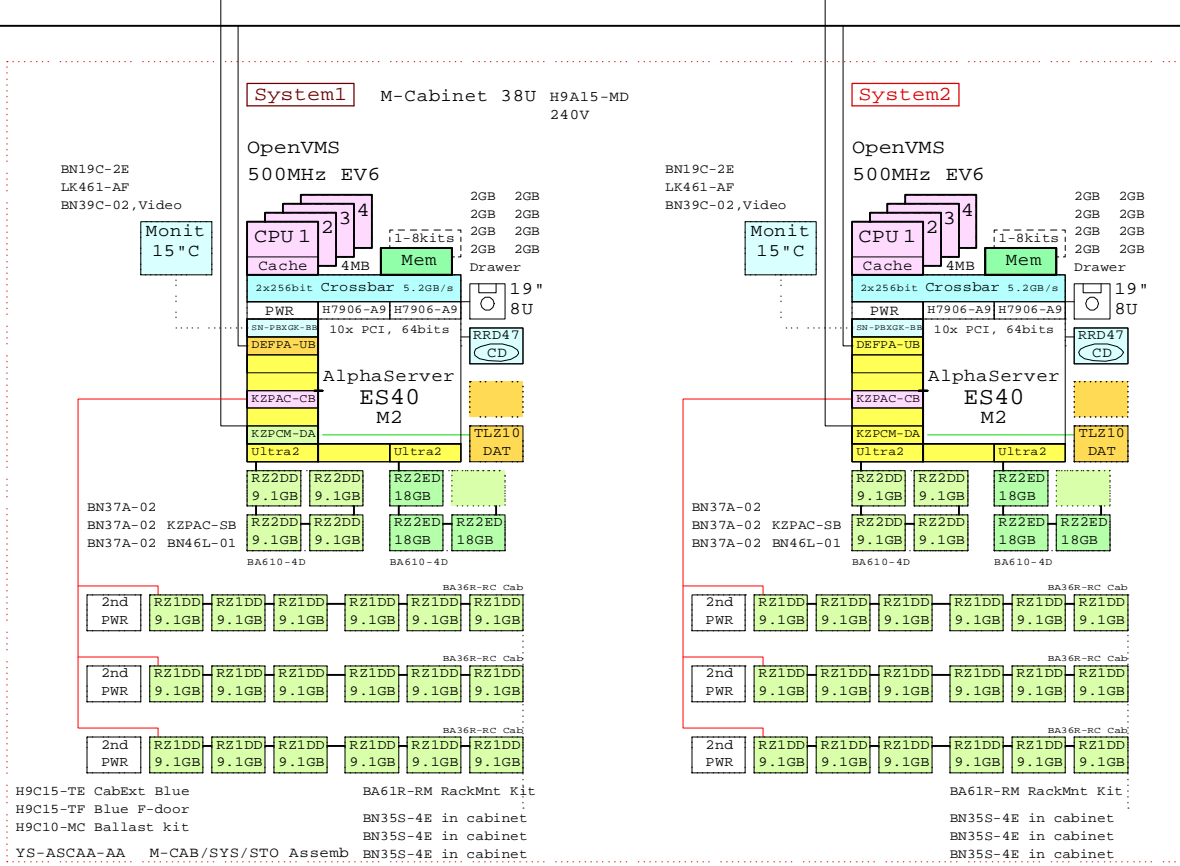 System1 M-Cabinet 38U H9A15-MD
240V
OpenVMS
500MHz EV6
BN19C-2E
LK461-AF
BN39C-02,Video
Monit
15"C
CPU 1 2 3 4
Cache 4MB
1-8kits
Mem
2GB 2GB
2GB 2GB
2GB 2GB
2GB 2GB
Drawer
19"
8U
2x256bit Crossbar 5.2GB/s
PWR H7906-A9 H7906-A9
SN-PBXGK-BB 10x PCI, 64bits
DEFPA-UB
RRD47
CD
AlphaServer
KZPAC-CB ES40
M2
KZPCM-DA
TLZ10
DAT
Ultra2 Ultra2
RZ2DD RZ2DD RZ2ED
9.1GB 9.1GB 18GB
BN37A-02
BN37A-02 KZPAC-SB
BN37A-02 BN46L-01
RZ2DD RZ2DD RZ2ED RZ2ED
9.1GB 9.1GB 18GB 18GB
BA610-4D BA610-4D
BA36R-RC Cab
2nd RZ1DD RZ1DD RZ1DD RZ1DD RZ1DD RZ1DD
PWR 9.1GB 9.1GB 9.1GB 9.1GB 9.1GB 9.1GB
BA36R-RC Cab
2nd RZ1DD RZ1DD RZ1DD RZ1DD RZ1DD RZ1DD
PWR 9.1GB 9.1GB 9.1GB 9.1GB 9.1GB 9.1GB
BA36R-RC Cab
2nd RZ1DD RZ1DD RZ1DD RZ1DD RZ1DD RZ1DD
PWR 9.1GB 9.1GB 9.1GB 9.1GB 9.1GB 9.1GB
H9C15-TE CabExt Blue
H9C15-TF Blue F-door
H9C10-MC Ballast kit
YS-ASCAA-AA M-CAB/SYS/STO Assemb
BA61R-RM RackMnt Kit
BN35S-4E in cabinet
BN35S-4E in cabinet
BN35S-4E in cabinet
System2
OpenVMS
500MHz EV6
BN19C-2E
LK461-AF
BN39C-02,Video
Monit
15"C
CPU 1 2 3 4
Cache 4MB
1-8kits
Mem
2GB 2GB
2GB 2GB
2GB 2GB
2GB 2GB
Drawer
19"
8U
2x256bit Crossbar 5.2GB/s
PWR H7906-A9 H7906-A9
SN-PBXGK-BB 10x PCI, 64bits
DEFPA-UB
RRD47
CD
AlphaServer
KZPAC-CB ES40
M2
KZPCM-DA
TLZ10
DAT
Ultra2 Ultra2
RZ2DD RZ2DD RZ2ED
9.1GB 9.1GB 18GB
BN37A-02
BN37A-02 KZPAC-SB
BN37A-02 BN46L-01
RZ2DD RZ2DD RZ2ED RZ2ED
9.1GB 9.1GB 18GB 18GB
BA610-4D BA610-4D
BA36R-RC Cab
2nd RZ1DD RZ1DD RZ1DD RZ1DD RZ1DD RZ1DD
PWR 9.1GB 9.1GB 9.1GB 9.1GB 9.1GB 9.1GB
BA36R-RC Cab
2nd RZ1DD RZ1DD RZ1DD RZ1DD RZ1DD RZ1DD
PWR 9.1GB 9.1GB 9.1GB 9.1GB 9.1GB 9.1GB
BA36R-RC Cab
2nd RZ1DD RZ1DD RZ1DD RZ1DD RZ1DD RZ1DD
PWR 9.1GB 9.1GB 9.1GB 9.1GB 9.1GB 9.1GB
BA61R-RM RackMnt Kit
BN35S-4E in cabinet
BN35S-4E in cabinet
BN35S-4E in cabinet